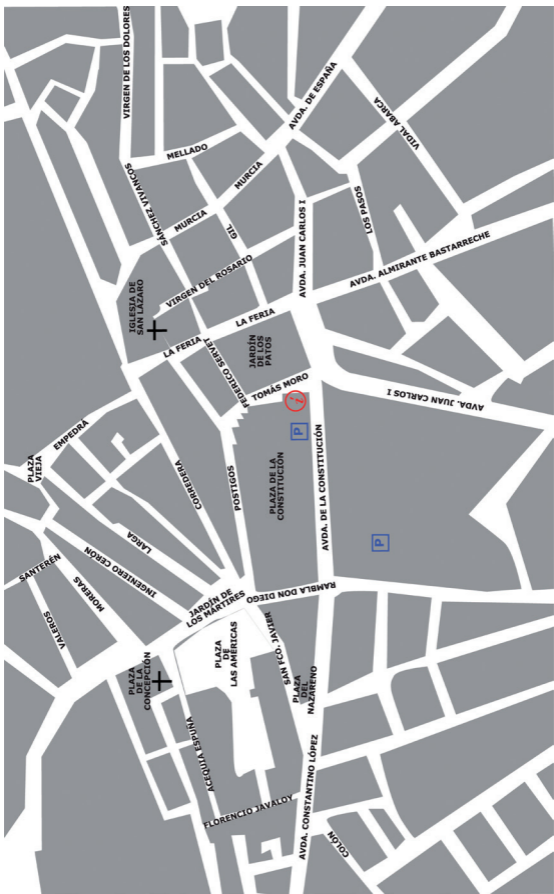 VIRGEN DE LOS DOLORES
AVDA. DE ESPAÑA
VIDAL ABARCA
MELLADO
SÁNCHEZ VIVANCOS
MURCIA
MURCIA
GIL
LOS PASOS
AVDA. JUAN CARLOS I
VIRGEN DEL ROSARIO
AVDA. ALMIRANTE BASTARRECHE
IGLESIA DE
SAN LÁZARO
LA FERIA
LA FERIA
FEDERICO SERVET
JARDÍN
DE LOS
PATOS
TOMÁS MORO
i
AVDA. JUAN CARLOS I
EMPEDRA
PLAZA
VIEJA
CORREDERA
POSTIGOS
PLAZA DE LA
CONSTITUCIÓN
P
AVDA. DE LA CONSTITUCIÓN
P
LARGA
INGENIERO CERÓN
SANTERÉN
MORERAS
VALEROS
JARDÍN DE
LOS MÁRTIRES
RAMBLA DON DIEGO
PLAZA
DE LA
CONCEPCIÓN
PLAZA
DE
LAS AMÉRICAS
SAN FCO. JAVIER
PLAZA
DEL
NAZARENO
ACEQUIA ESPUÑA
FLORENCIO JAVALOY
AVDA. CONSTANTINO LÓPEZ
COLÓN